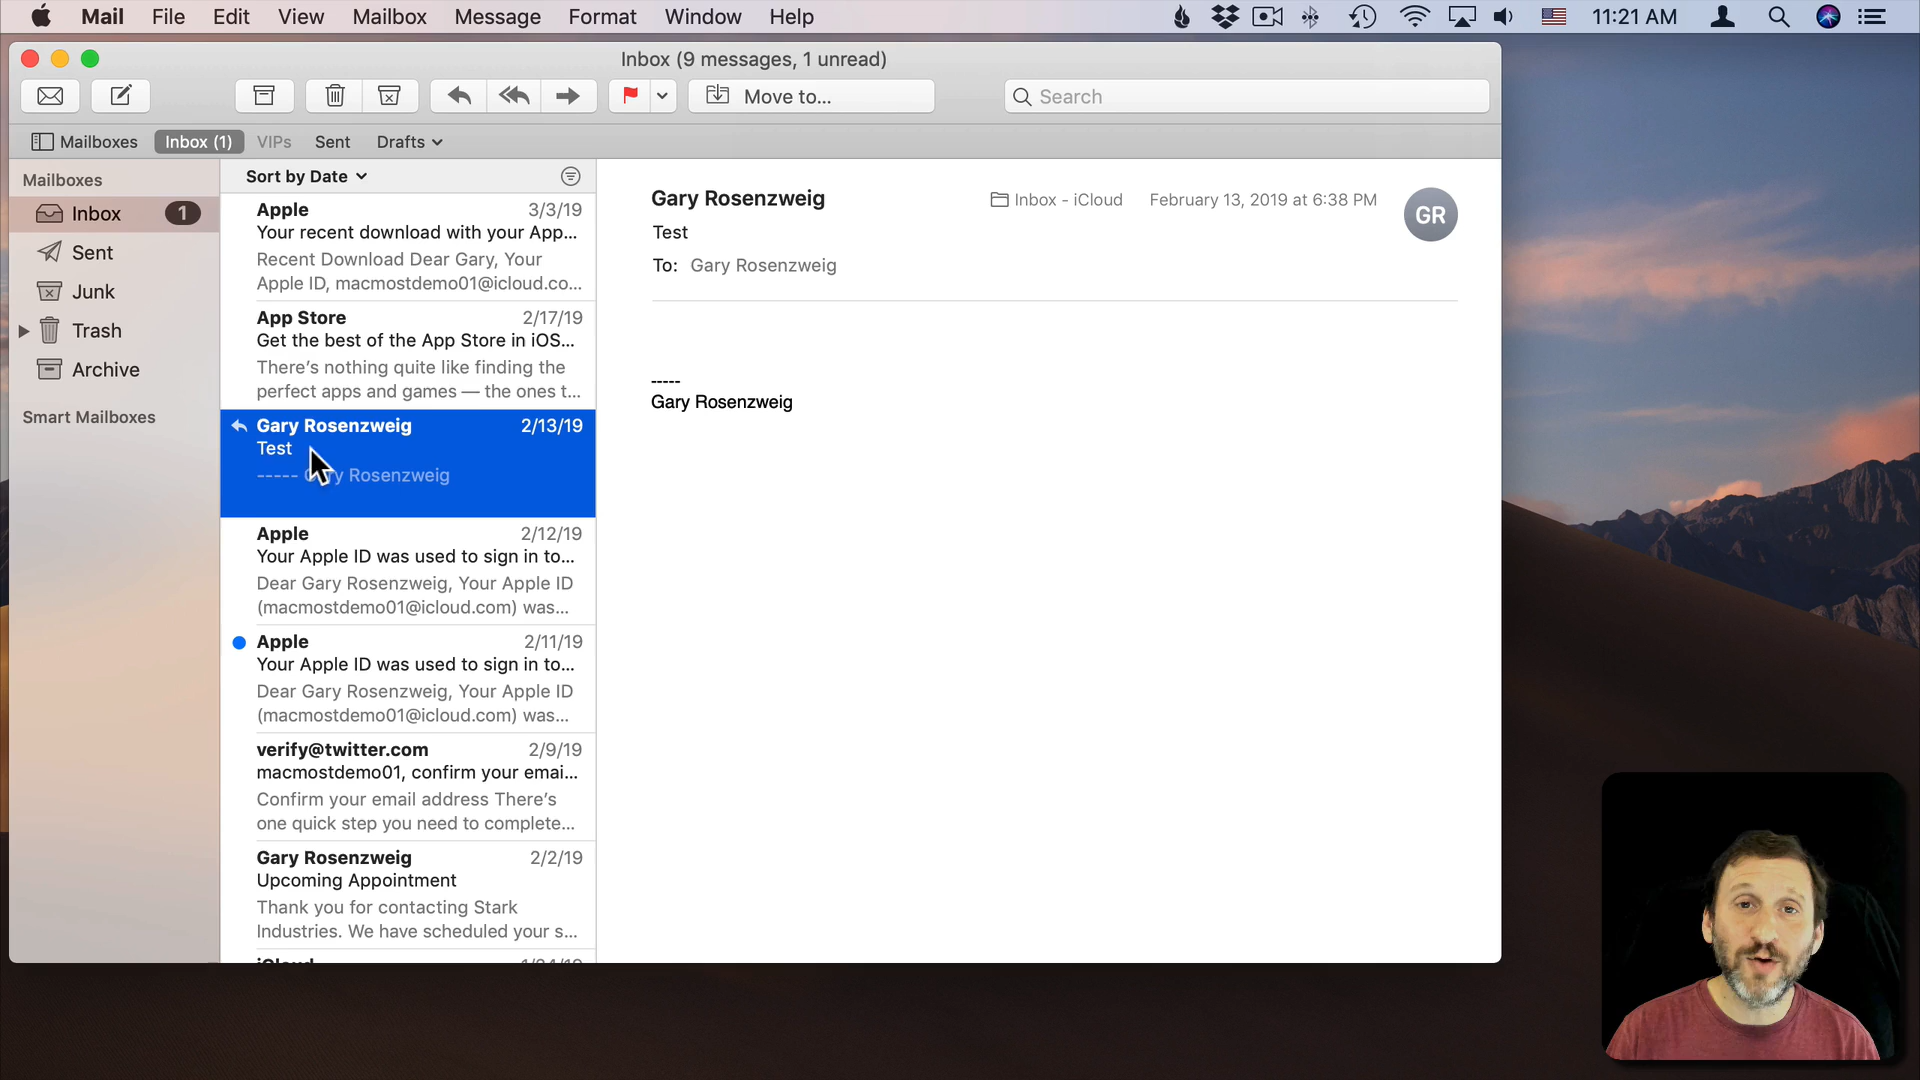 Mail File Edit View Mailbox Message Format Window Help 11:21 AM
Inbox (9 messages, 1 unread)
Move to...
Search
Mailboxes Inbox (1) VIPs Sent Drafts
Mailboxes
Inbox 1
Sent
Junk
Trash
Archive
Smart Mailboxes
Sort by Date
Apple 3/3/19
Your recent download with your App...
Recent Download Dear Gary, Your
Apple ID, macmostdemo01@icloud.co...
App Store 2/17/19
Get the best of the App Store in iOS...
There's nothing quite like finding the
perfect apps and games — the ones t...
Gary Rosenzweig 2/13/19
Test
----- Gary Rosenzweig
Apple 2/12/19
Your Apple ID was used to sign in to...
Dear Gary Rosenzweig, Your Apple ID
(macmostdemo01@icloud.com) was...
Apple 2/11/19
Your Apple ID was used to sign in to...
Dear Gary Rosenzweig, Your Apple ID
(macmostdemo01@icloud.com) was...
verify@twitter.com 2/9/19
macmostdemo01, confirm your emai...
Confirm your email address There's
one quick step you need to complete...
Gary Rosenzweig 2/2/19
Upcoming Appointment
Thank you for contacting Stark
Industries. We have scheduled your s...
Gary Rosenzweig Inbox - iCloud February 13, 2019 at 6:38 PM GR
Test
To: Gary Rosenzweig
-----
Gary Rosenzweig